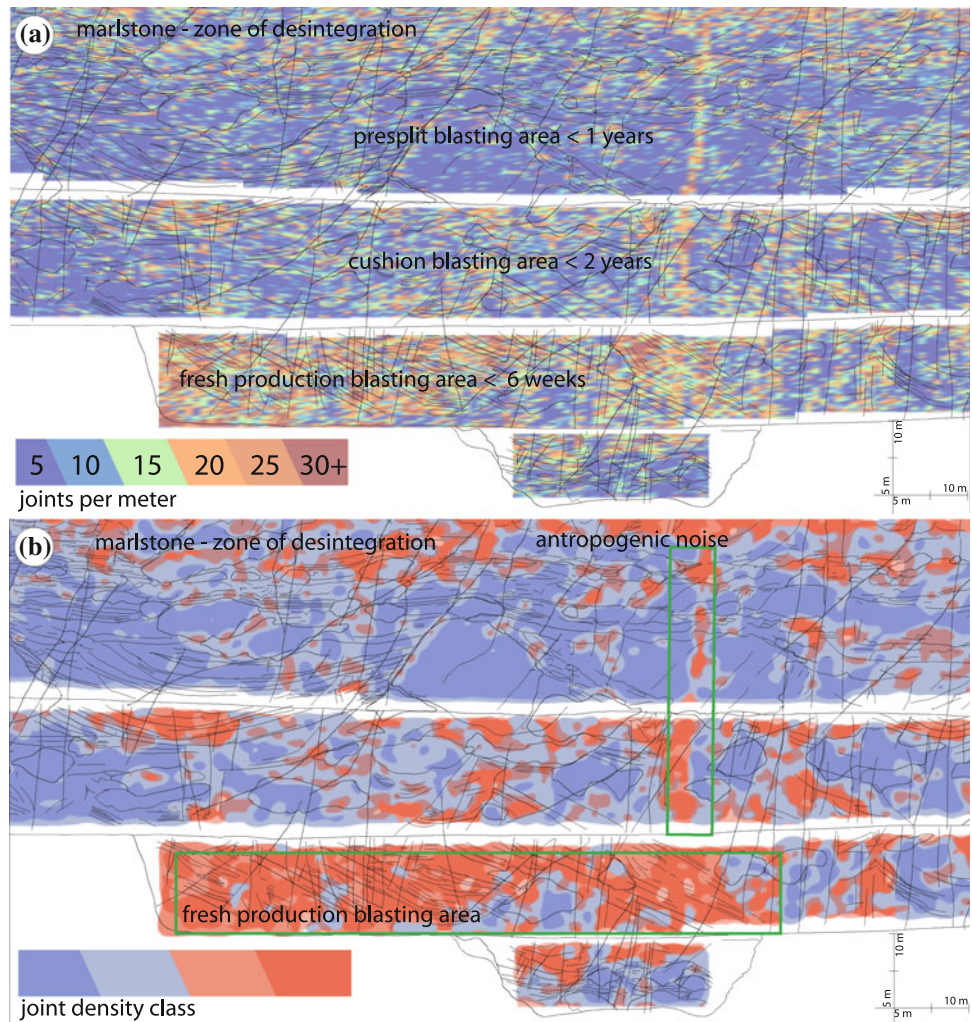 (a)
marlstone - zone of desintegration
presplit blasting area < 1 years
cushion blasting area < 2 years
fresh production blasting area < 6 weeks
5 10 15 20 25 30+
joints per meter
10 m
5 m
5 m 10 m
(b)
marlstone - zone of desintegration antropogenic noise
fresh production blasting area
joint density class
10 m
5 m
5 m 10 m